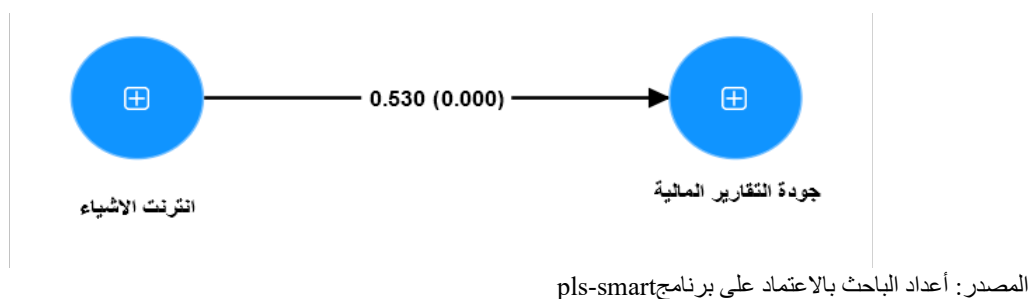 0.530 (0.000)
جودة التقارير المالية
انترنت الاشياء
المصدر: أعداد الباحث بالاعتماد على برنامجpls-smart